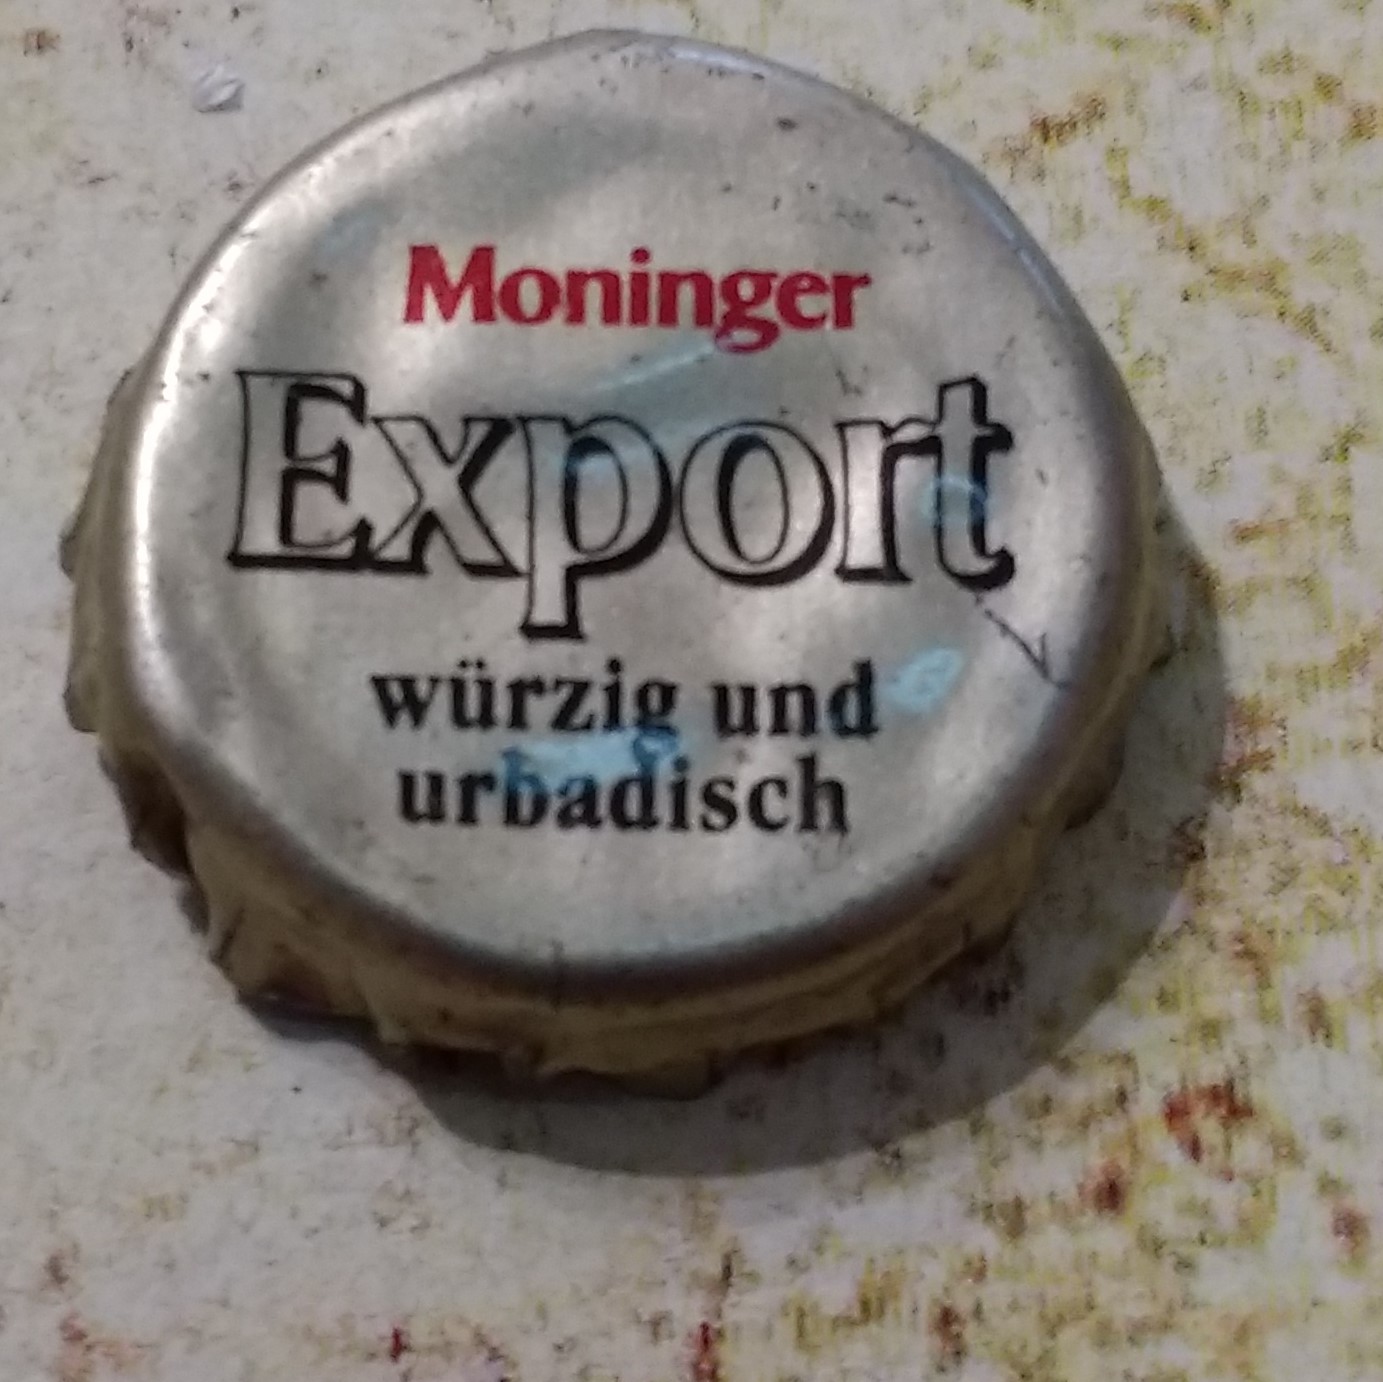 Moninger
Export
würzig und
urbadisch